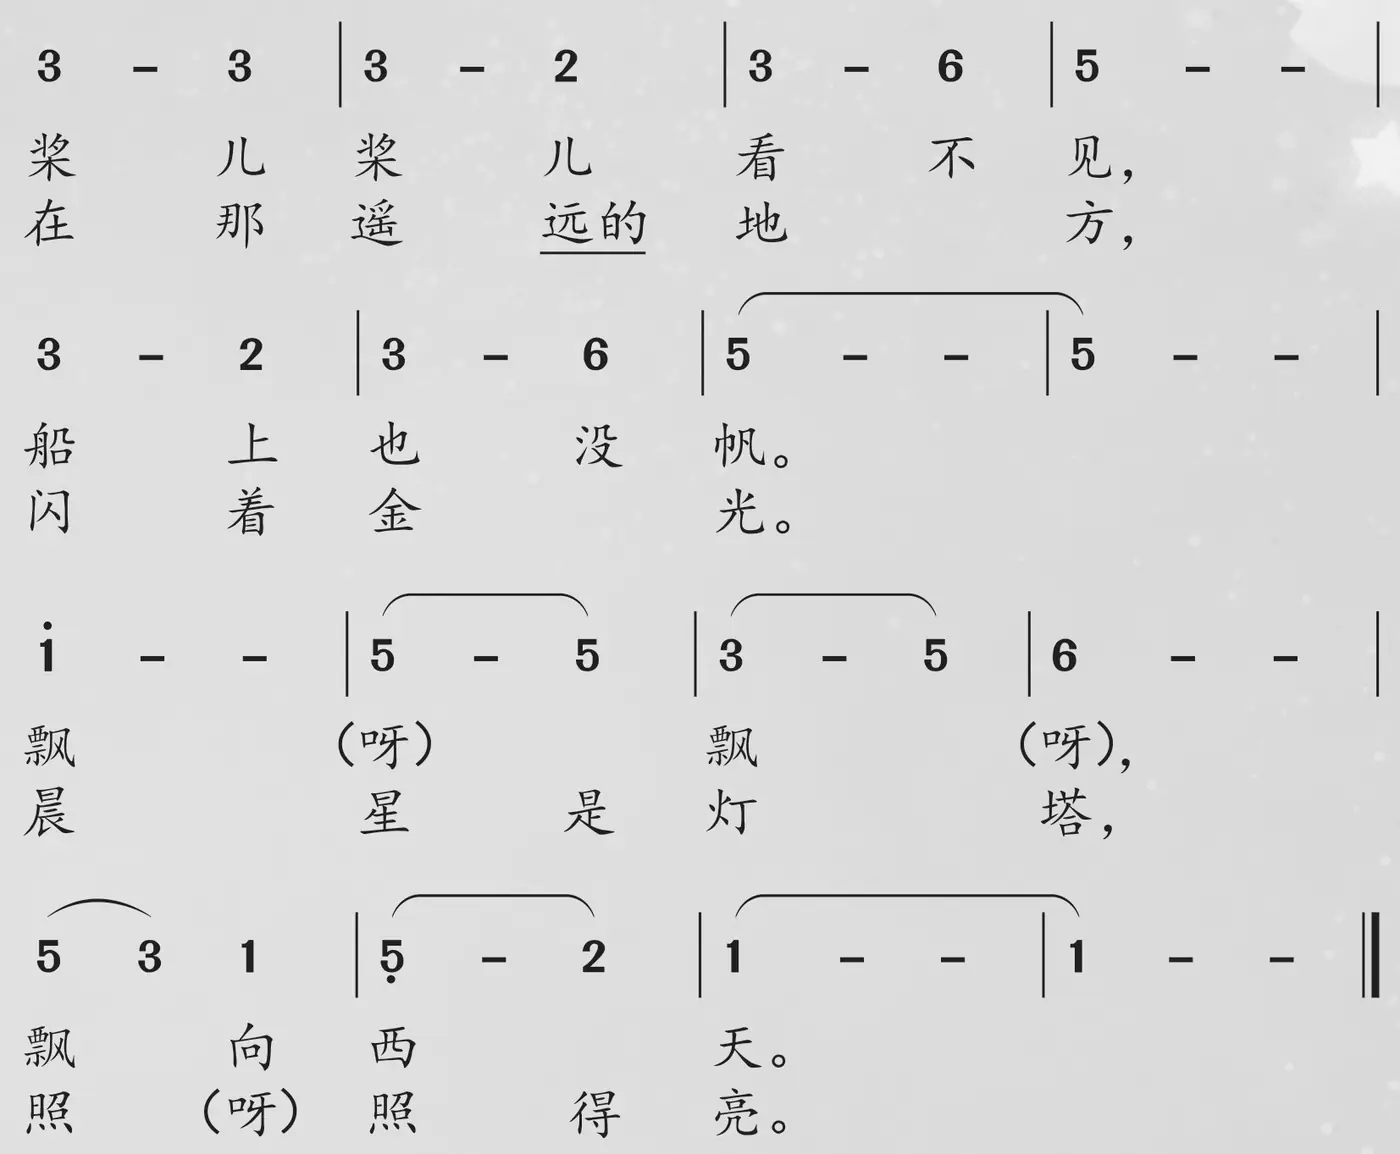 3 – 3 | 3 – 2 | 3 – 6 | 5 – – |
桨 儿 桨 儿 看 不 见，
在 那 遥 远的 地 方，
3 – 2 | 3 – 6 | 5 – – | 5 – – |
船 上 也 没 帆。
闪 着 金 光。
i – – | 5 – 5 | 3 – 5 | 6 – – |
飘 （呀） 飘 （呀），
晨 星 是 灯 塔，
5 3 1 | 5̣ – 2 | 1 – – | 1 – – ‖
飘 向 西 天。
照 （呀） 照 得 亮。